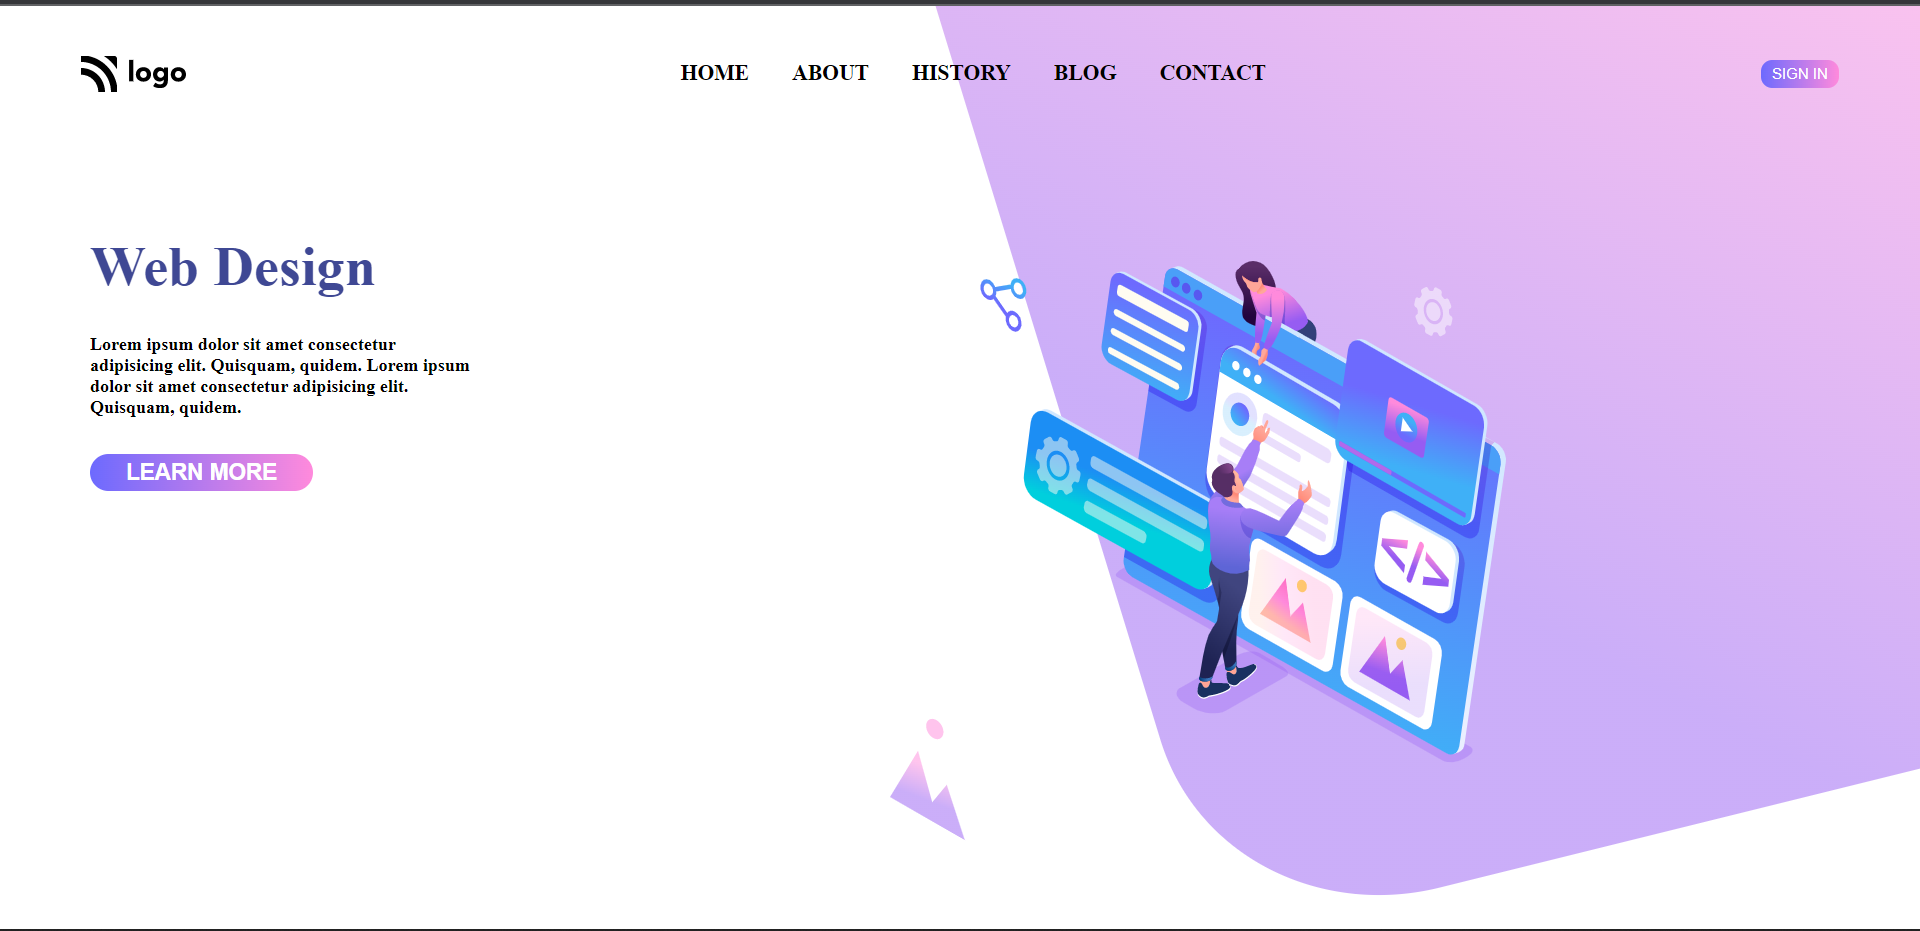 logo
HOME ABOUT HISTORY BLOG CONTACT
SIGN IN
Web Design
Lorem ipsum dolor sit amet consectetur
adipisicing elit. Quisquam, quidem. Lorem ipsum
dolor sit amet consectetur adipisicing elit.
Quisquam, quidem.
LEARN MORE
</>